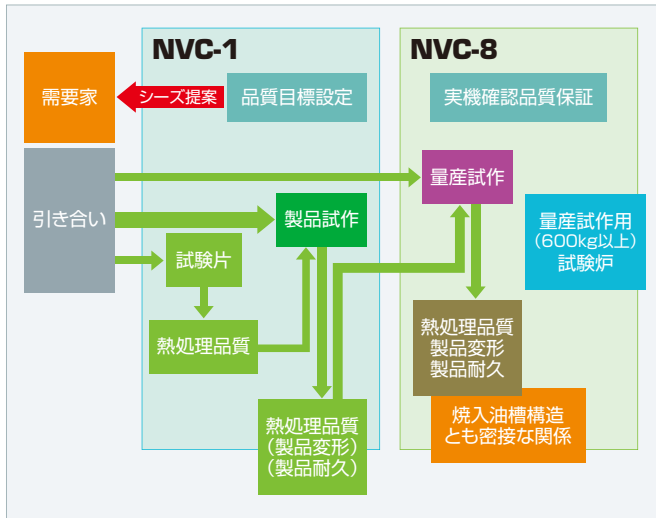 NVC-1
NVC-8
需要家
シーズ提案
品質目標設定
実機確認品質保証
引き合い
量産試作
製品試作
量産試作用
（600kg以上）
試験炉
試験片
熱処理品質
熱処理品質
製品変形
製品耐久
熱処理品質
（製品変形）
（製品耐久）
焼入油槽構造
とも密接な関係